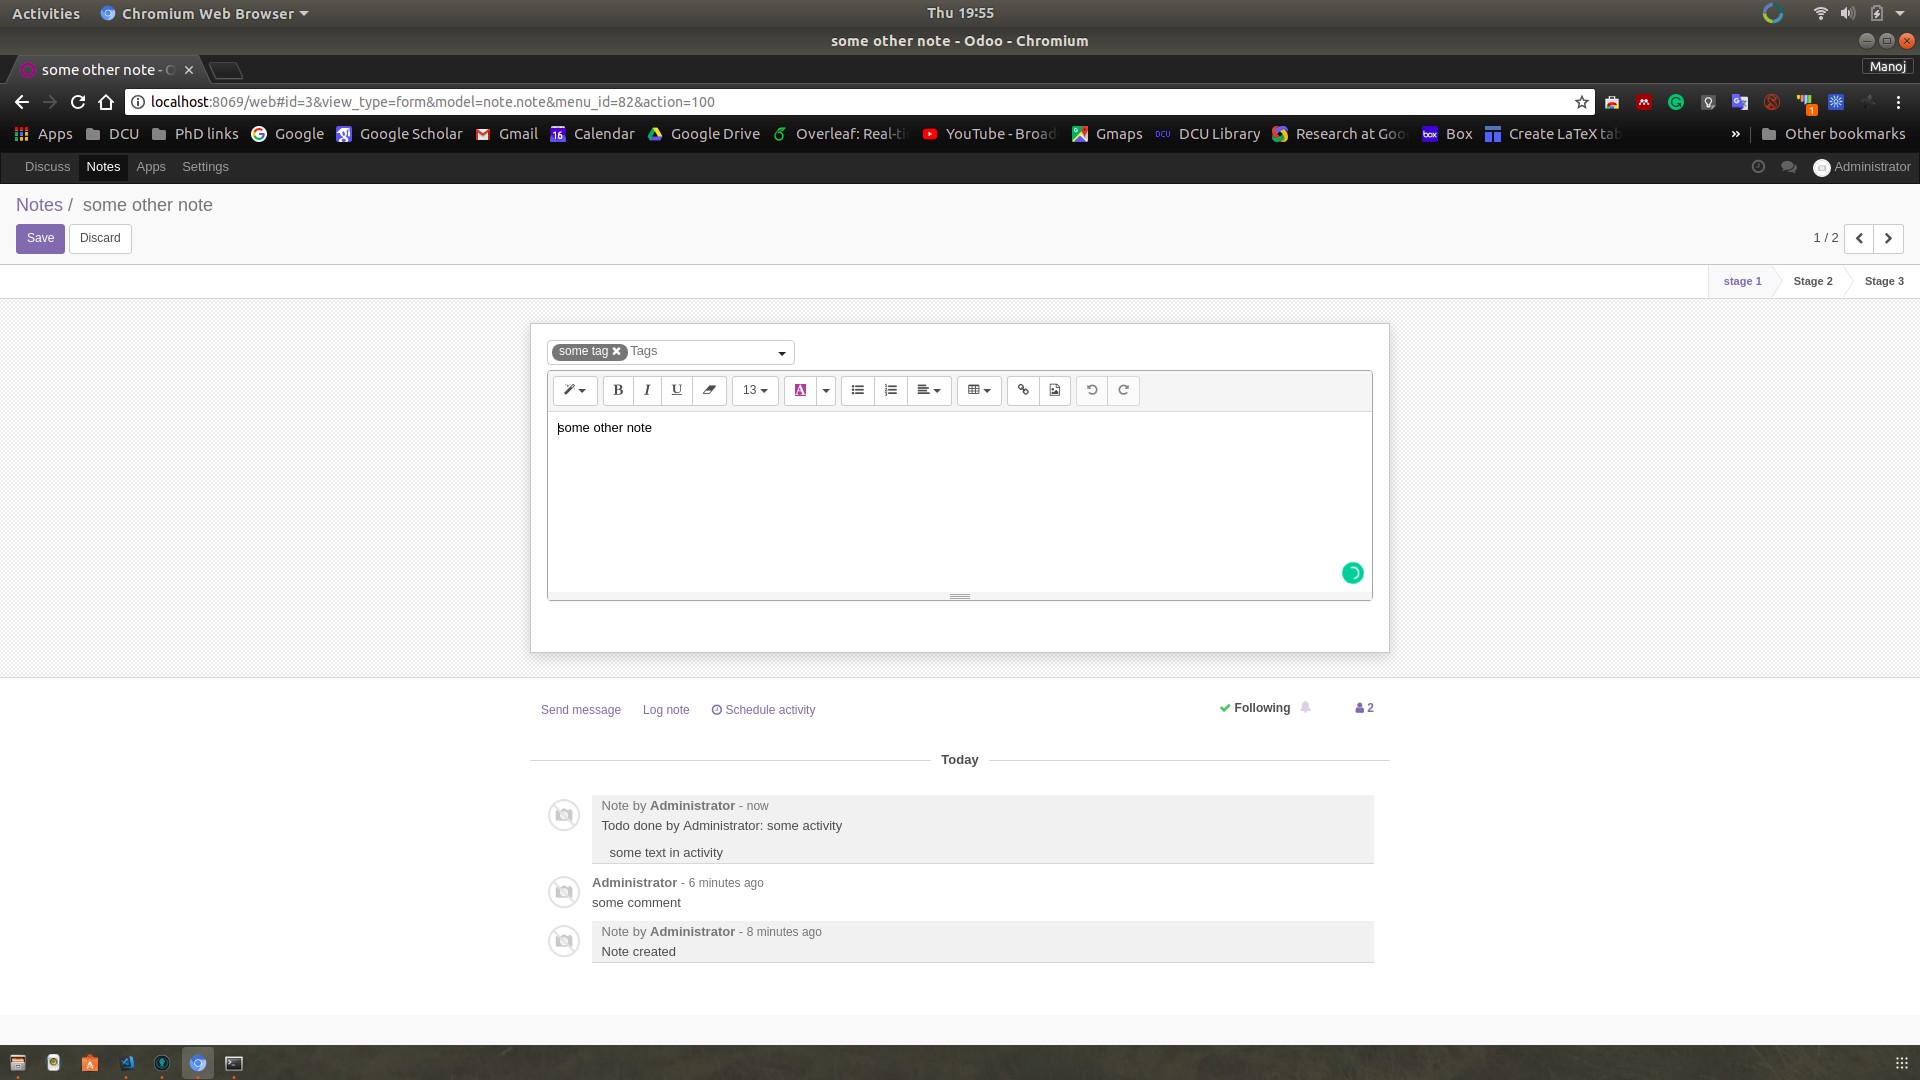 Activities Chromium Web Browser Thu 19:55
some other note - Odoo - Chromium
some other note - Manoj
localhost:8069/web#id=3&view_type=form&model=note.note&menu_id=82&action=100
Apps DCU PhD links Google Google Scholar Gmail 16 Calendar Google Drive Overleaf: Real-ti YouTube - Broad Gmaps DCU DCU Library Research at Goo box Box Create LaTeX tab » Other bookmarks
Discuss Notes Apps Settings Administrator
Notes / some other note
Save Discard 1 / 2
stage 1 Stage 2 Stage 3
some tag Tags
B I U 13 A
some other note
Send message Log note Schedule activity Following 2
Today
Note by Administrator - now
Todo done by Administrator: some activity
some text in activity
Administrator - 6 minutes ago
some comment
Note by Administrator - 8 minutes ago
Note created